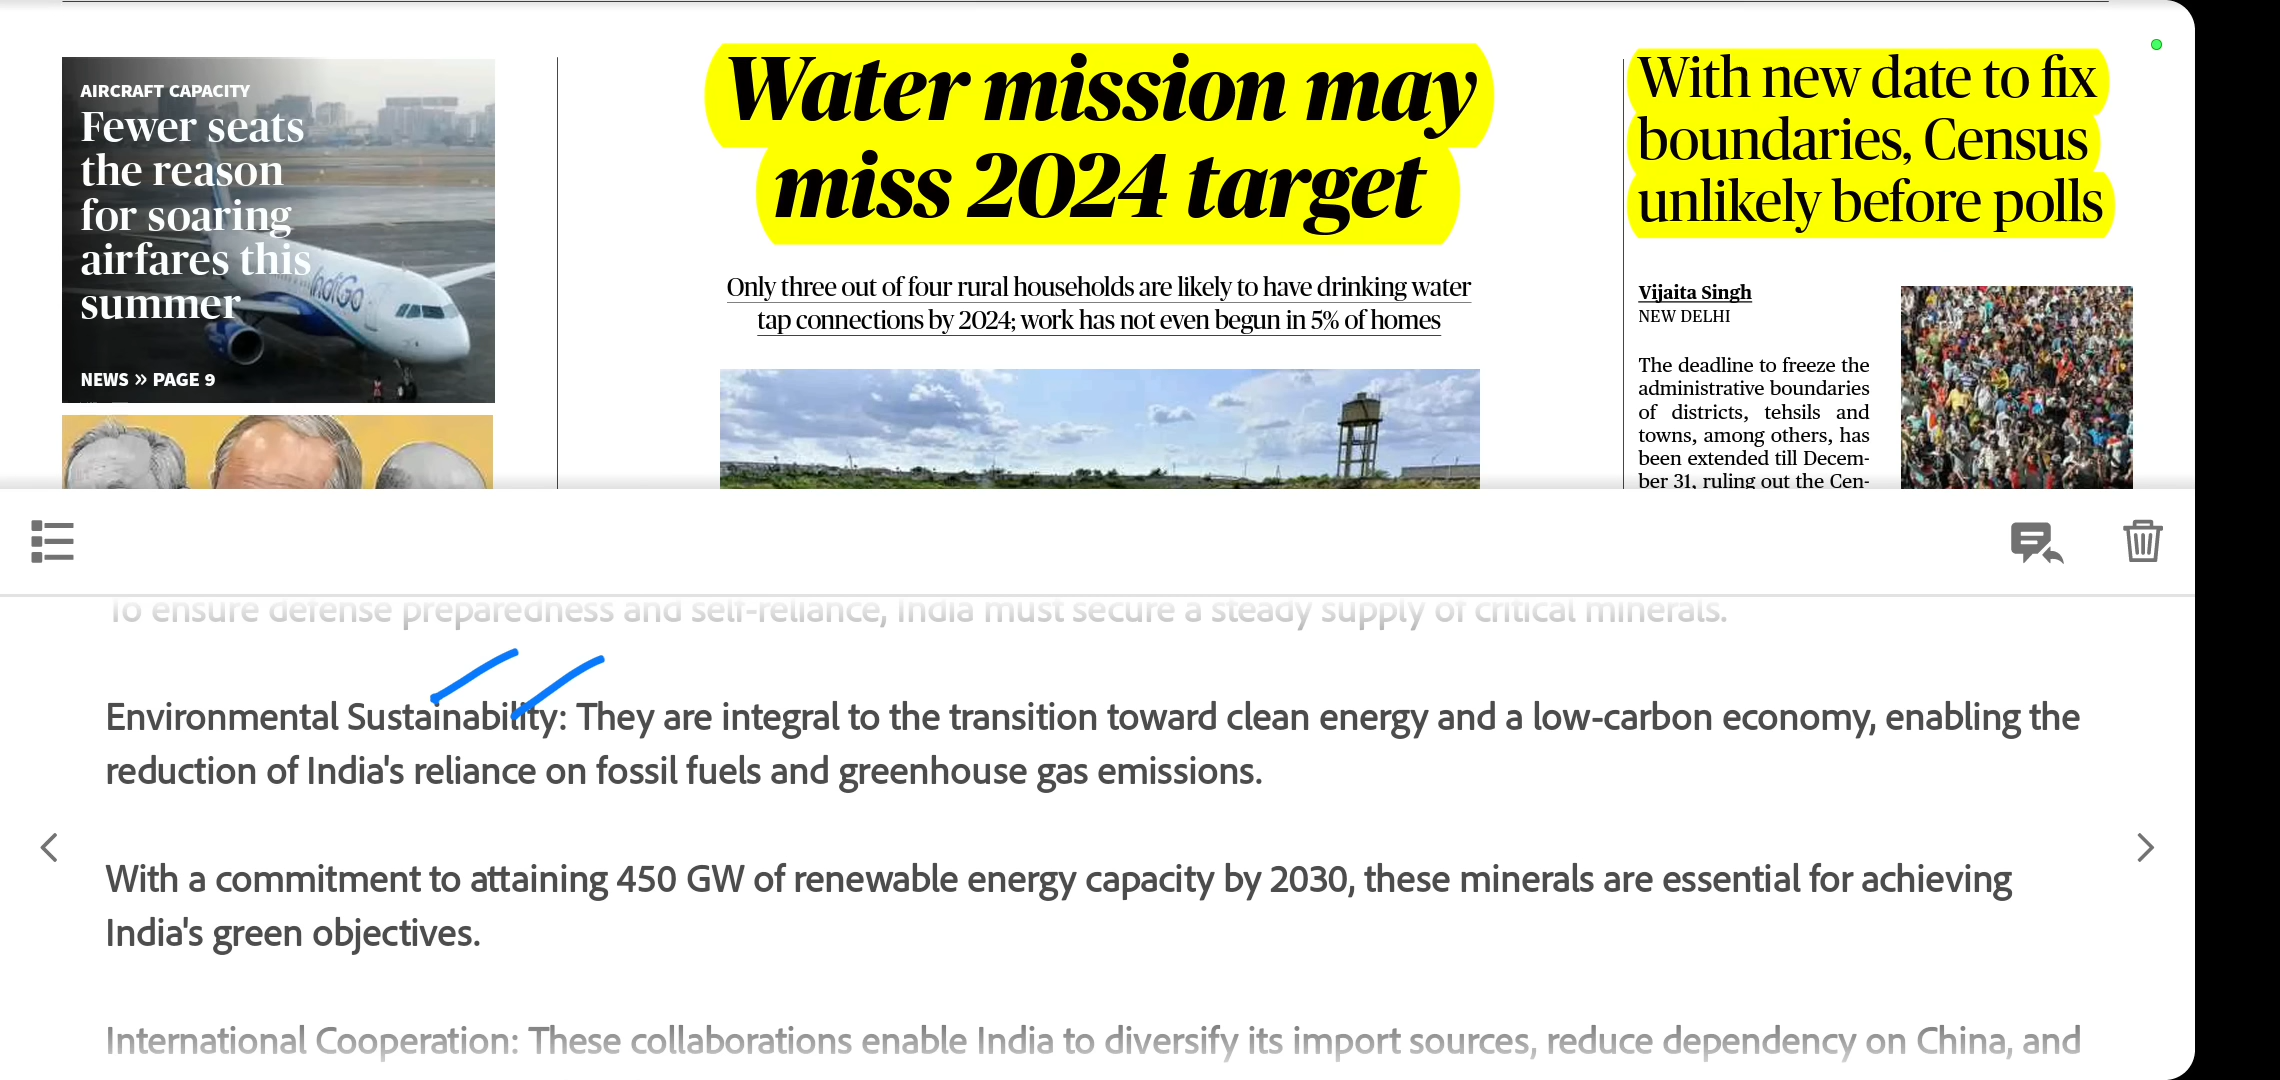 AIRCRAFT CAPACITY
Fewer seats
the reason
for soaring
airfares this
summer
IndiGo
NEWS » PAGE 9
Water mission may
miss 2024 target
Only three out of four rural households are likely to have drinking water
tap connections by 2024; work has not even begun in 5% of homes
With new date to fix
boundaries, Census
unlikely before polls
Vijaita Singh
NEW DELHI
The deadline to freeze the
administrative boundaries
of districts, tehsils and
towns, among others, has
been extended till Decem-
ber 31, ruling out the Cen-
To ensure defense preparedness and self-reliance, India must secure a steady supply of critical minerals.
Environmental Sustainability: They are integral to the transition toward clean energy and a low-carbon economy, enabling the
reduction of India's reliance on fossil fuels and greenhouse gas emissions.
With a commitment to attaining 450 GW of renewable energy capacity by 2030, these minerals are essential for achieving
India's green objectives.
International Cooperation: These collaborations enable India to diversify its import sources, reduce dependency on China, and